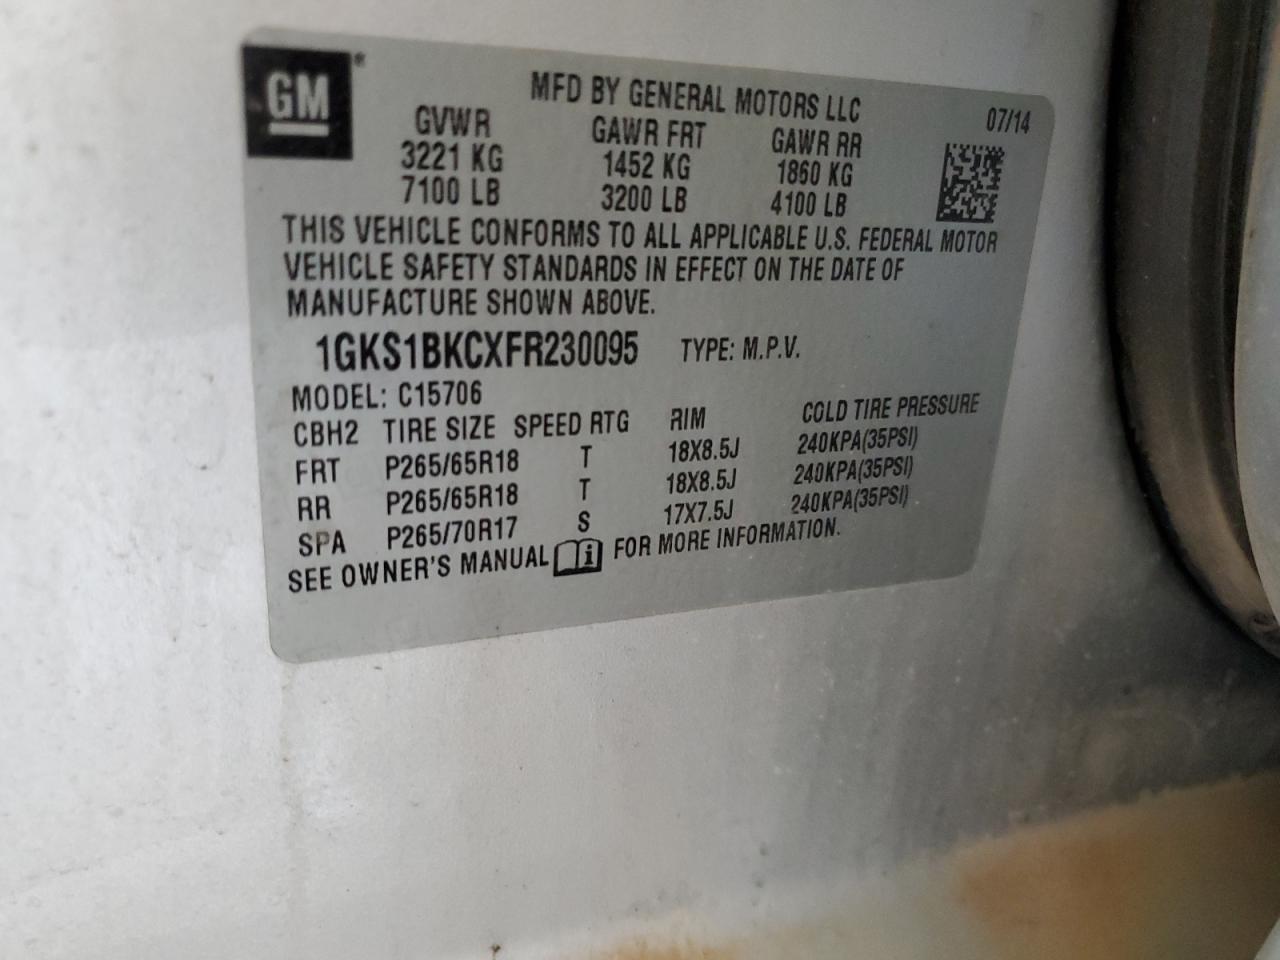 GM®
MFD BY GENERAL MOTORS LLC
07/14
GVWR GAWR FRT GAWR RR
3221 KG 1452 KG 1860 KG
7100 LB 3200 LB 4100 LB
THIS VEHICLE CONFORMS TO ALL APPLICABLE U.S. FEDERAL MOTOR
VEHICLE SAFETY STANDARDS IN EFFECT ON THE DATE OF
MANUFACTURE SHOWN ABOVE.
1GKS1BKCXFR230095 TYPE: M.P.V.
MODEL: C15706
CBH2 TIRE SIZE SPEED RTG RIM COLD TIRE PRESSURE
FRT P265/65R18 T 18X8.5J 240KPA(35PSI)
RR P265/65R18 T 18X8.5J 240KPA(35PSI)
SPA P265/70R17 S 17X7.5J 240KPA(35PSI)
SEE OWNER'S MANUAL i FOR MORE INFORMATION.